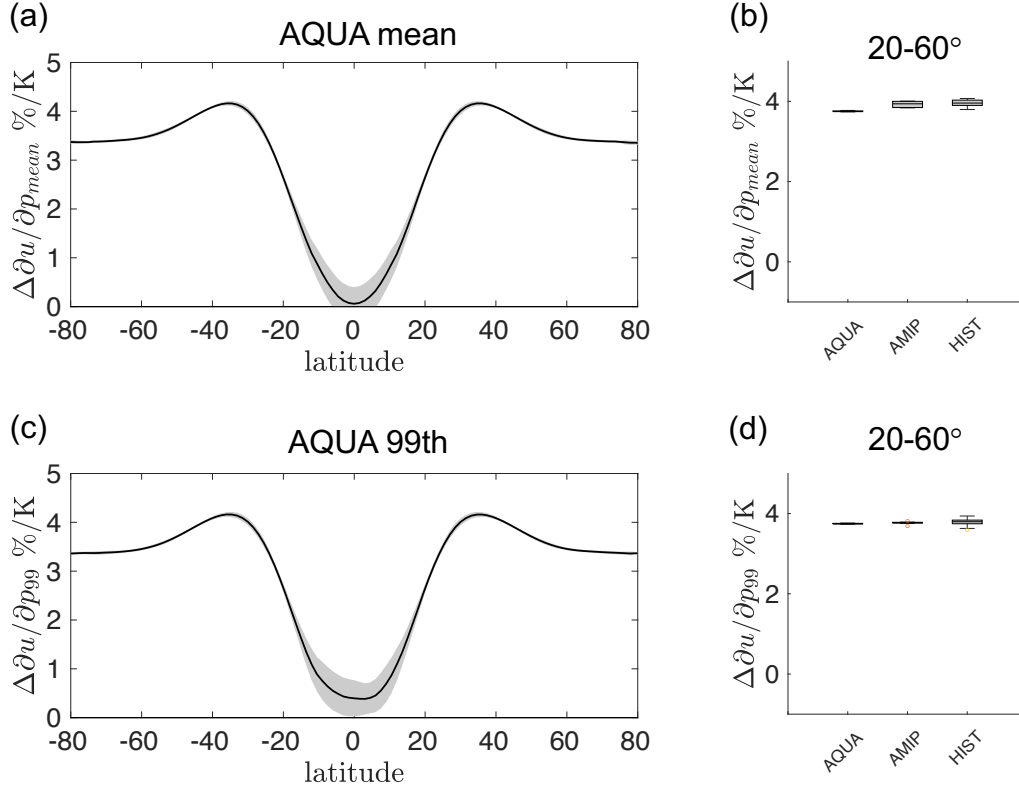 (a)
AQUA mean
Δ∂u/∂p_mean %/K
5
4
3
2
1
0
-80 -60 -40 -20 0 20 40 60 80
latitude
(b)
20-60°
Δ∂u/∂p_mean %/K
4
2
0
AQUA AMIP HIST
(c)
AQUA 99th
Δ∂u/∂p_99 %/K
5
4
3
2
1
0
-80 -60 -40 -20 0 20 40 60 80
latitude
(d)
20-60°
Δ∂u/∂p_99 %/K
4
2
0
AQUA AMIP HIST